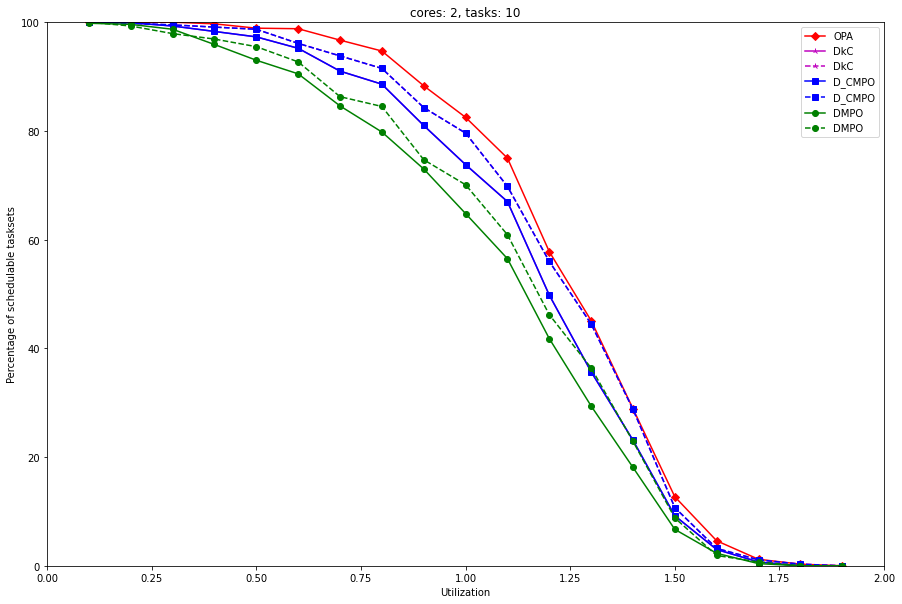 cores: 2, tasks: 10
OPA
DkC
DkC
D_CMPO
D_CMPO
DMPO
DMPO
Percentage of schedulable tasksets
100
80
60
40
20
0
0.00 0.25 0.50 0.75 1.00 1.25 1.50 1.75 2.00
Utilization